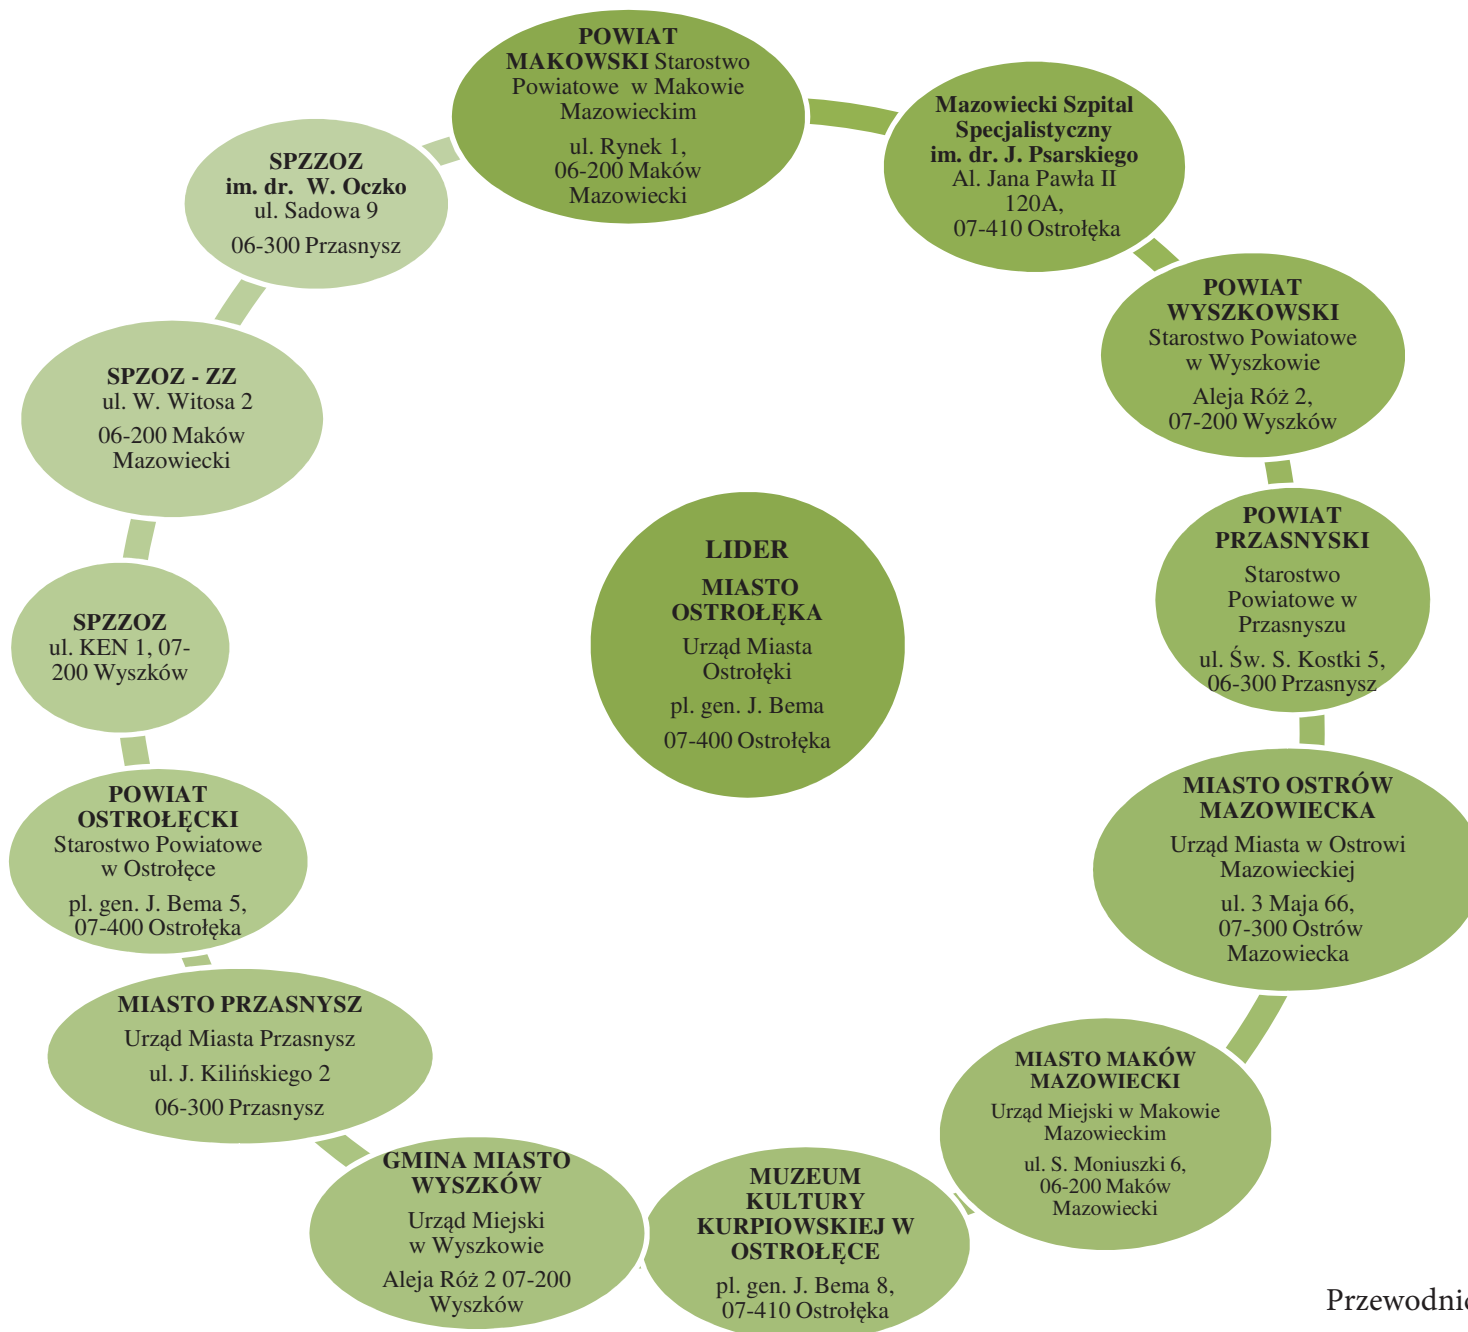 POWIAT
MAKOWSKI Starostwo
Powiatowe w Makowie
Mazowieckim
ul. Rynek 1,
06-200 Maków
Mazowiecki
Mazowiecki Szpital
Specjalistyczny
im. dr. J. Psarskiego
Al. Jana Pawła II
120A,
07-410 Ostrołęka
POWIAT
WYSZKOWSKI
Starostwo Powiatowe
w Wyszkowie
Aleja Róż 2,
07-200 Wyszków
POWIAT
PRZASNYSKI
Starostwo
Powiatowe w
Przasnyszu
ul. Św. S. Kostki 5,
06-300 Przasnysz
MIASTO OSTRÓW
MAZOWIECKA
Urząd Miasta w Ostrowi
Mazowieckiej
ul. 3 Maja 66,
07-300 Ostrów
Mazowiecka
MIASTO MAKÓW
MAZOWIECKI
Urząd Miejski w Makowie
Mazowieckim
ul. S. Moniuszki 6,
06-200 Maków
Mazowiecki
MUZEUM
KULTURY
KURPIOWSKIEJ W
OSTROŁĘCE
pl. gen. J. Bema 8,
07-410 Ostrołęka
GMINA MIASTO
WYSZKÓW
Urząd Miejski
w Wyszkowie
Aleja Róż 2 07-200
Wyszków
MIASTO PRZASNYSZ
Urząd Miasta Przasnysz
ul. J. Kilińskiego 2
06-300 Przasnysz
POWIAT
OSTROŁĘCKI
Starostwo Powiatowe
w Ostrołęce
pl. gen. J. Bema 5,
07-400 Ostrołęka
SPZZOZ
ul. KEN 1, 07-
200 Wyszków
SPZOZ - ZZ
ul. W. Witosa 2
06-200 Maków
Mazowiecki
SPZZOZ
im. dr. W. Oczko
ul. Sadowa 9
06-300 Przasnysz
LIDER
MIASTO
OSTROŁĘKA
Urząd Miasta
Ostrołęki
pl. gen. J. Bema
07-400 Ostrołęka